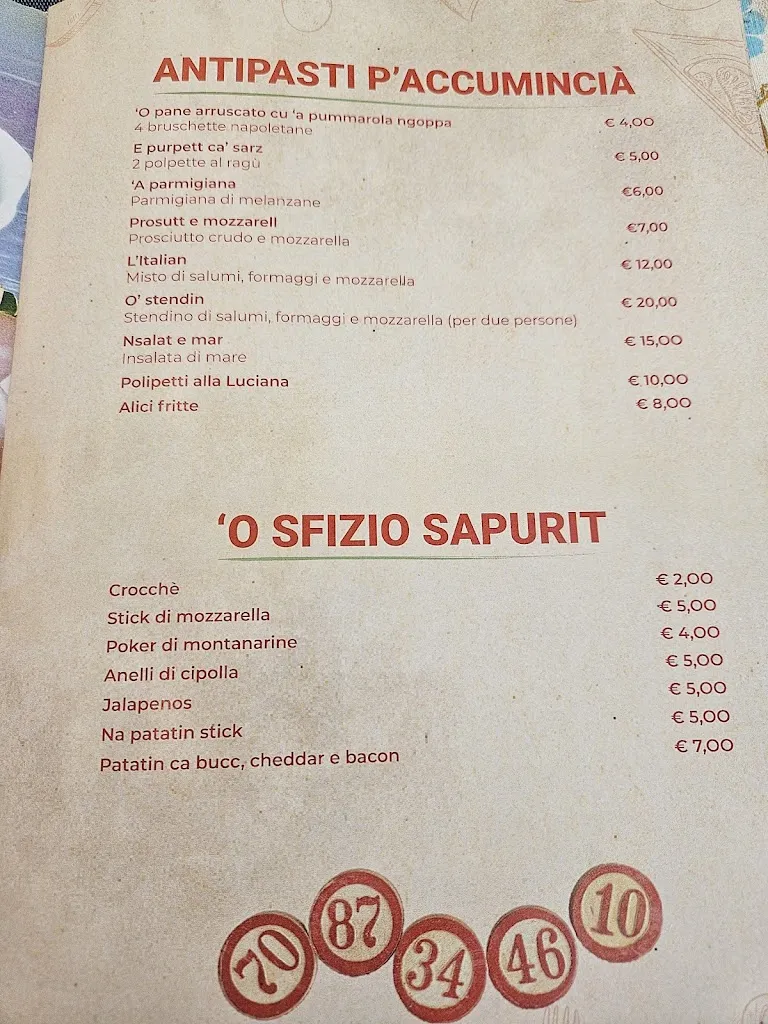 ANTIPASTI P'ACCUMINCIÀ
'O pane arruscato cu 'a pummarola ngoppa € 4,00
4 bruschette napoletane
E purpett ca' sarz € 5,00
2 polpette al ragù
'A parmigiana €6,00
Parmigiana di melanzane
Prosutt e mozzarell €7,00
Prosciutto crudo e mozzarella
L'Italian € 12,00
Misto di salumi, formaggi e mozzarella
O' stendin € 20,00
Stendino di salumi, formaggi e mozzarella (per due persone)
Nsalat e mar € 15,00
Insalata di mare
Polipetti alla Luciana € 10,00
Alici fritte € 8,00
'O SFIZIO SAPURIT
Crocchè € 2,00
Stick di mozzarella € 5,00
Poker di montanarine € 4,00
Anelli di cipolla € 5,00
Jalapenos € 5,00
Na patatin stick € 5,00
Patatin ca bucc, cheddar e bacon € 7,00
70 87 34 46 10